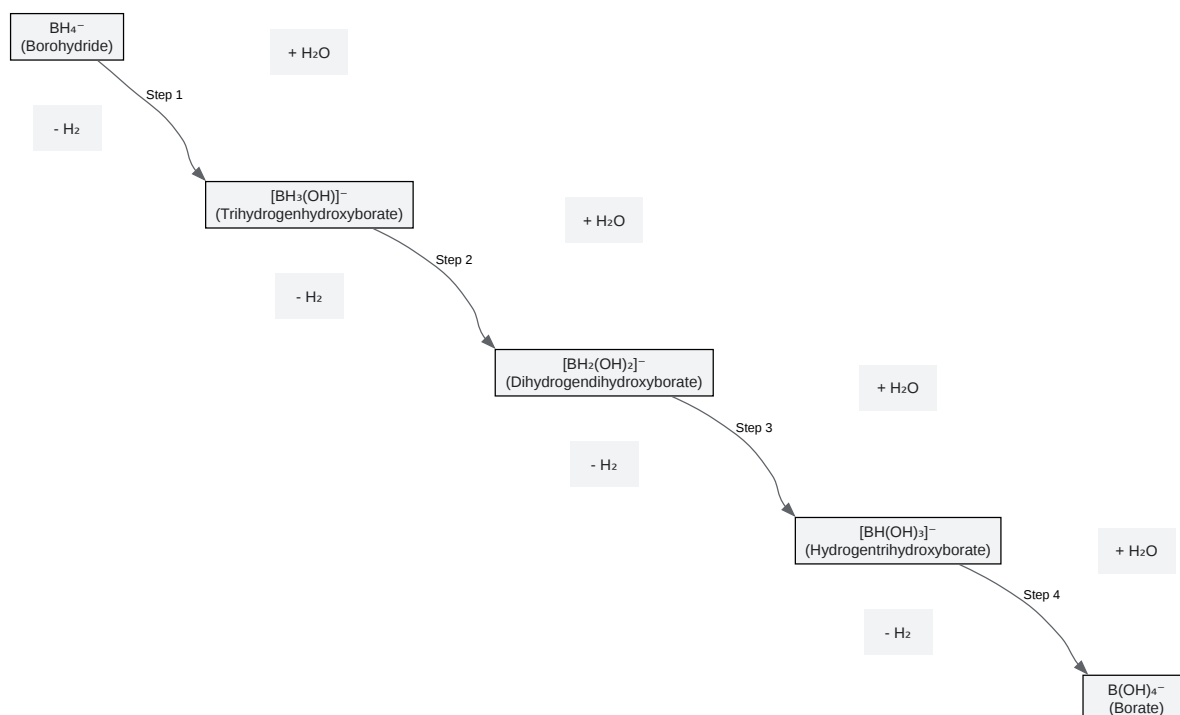 BH₄⁻
(Borohydride)
+ H₂O
Step 1
- H₂
[BH₃(OH)]⁻
(Trihydrogenhydroxyborate)
+ H₂O
Step 2
- H₂
[BH₂(OH)₂]⁻
(Dihydrogendihydroxyborate)
+ H₂O
Step 3
- H₂
[BH(OH)₃]⁻
(Hydrogentrihydroxyborate)
+ H₂O
Step 4
- H₂
B(OH)₄⁻
(Borate)